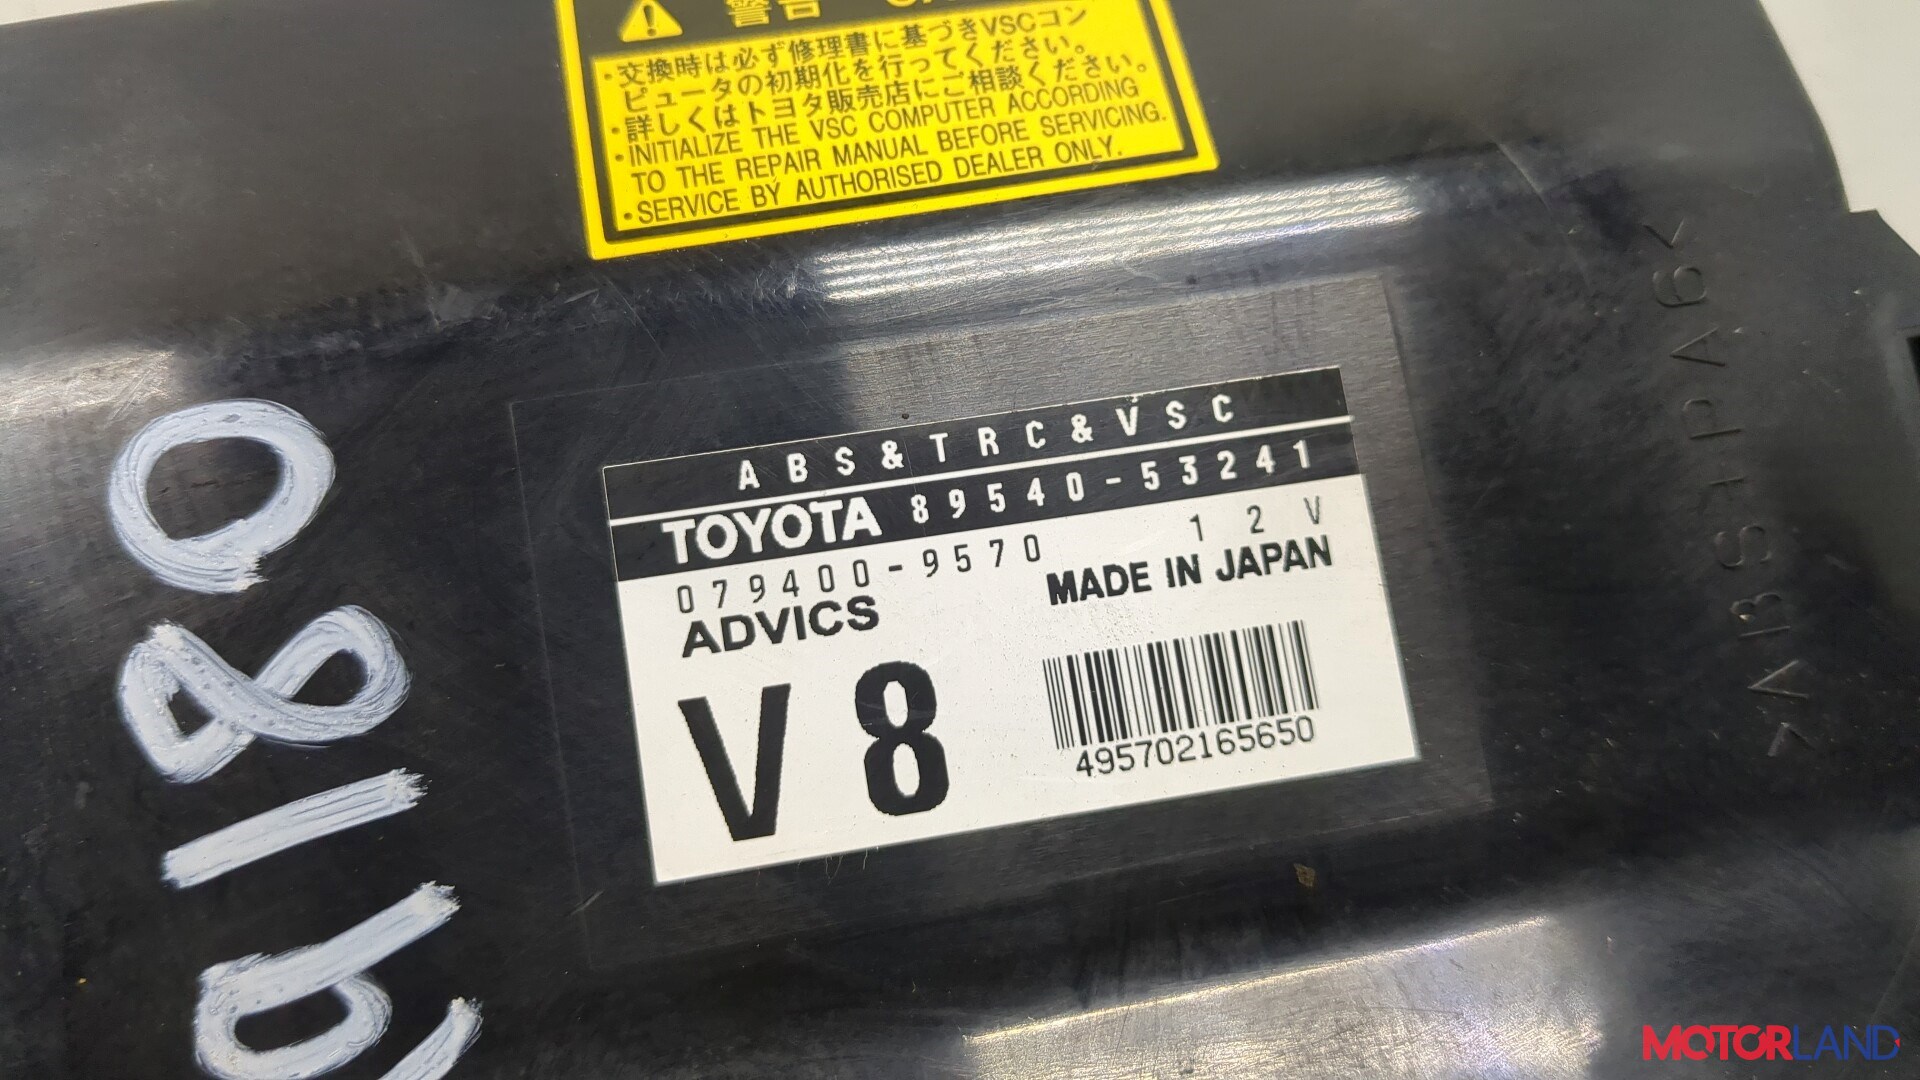 警告
・交換時は必ず修理書に基づきVSCコン
ピュータの初期化を行ってください。
・詳しくはトヨタ販売店にご相談ください。
・INITIALIZE THE VSC COMPUTER ACCORDING
TO THE REPAIR MANUAL BEFORE SERVICING.
・SERVICE BY AUTHORISED DEALER ONLY.
ABS&TRC&VSC
TOYOTA 89540-53241
079400-9570 12V
ADVICS MADE IN JAPAN
V8
495702165650
>ABS+PA6<
9180
MOTORLAND